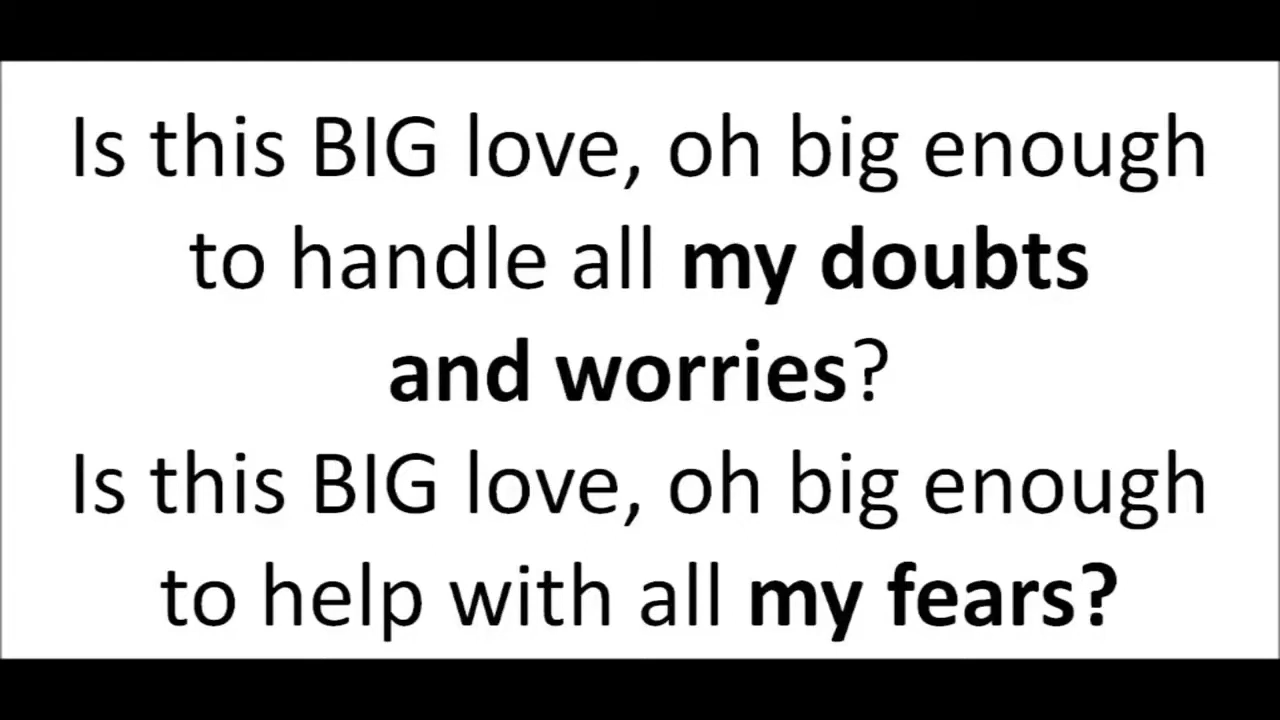 Is this BIG love, oh big enough
to handle all my doubts
and worries?
Is this BIG love, oh big enough
to help with all my fears?